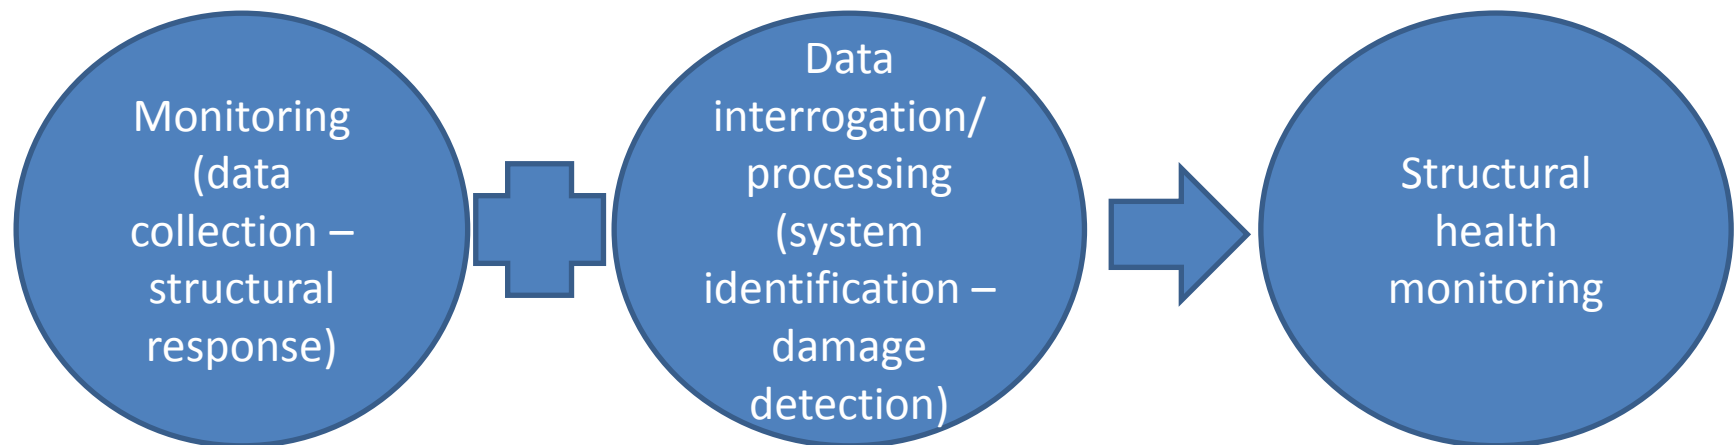 Monitoring
(data
collection –
structural
response)
Data
interrogation/
processing
(system
identification –
damage
detection)
Structural
health
monitoring